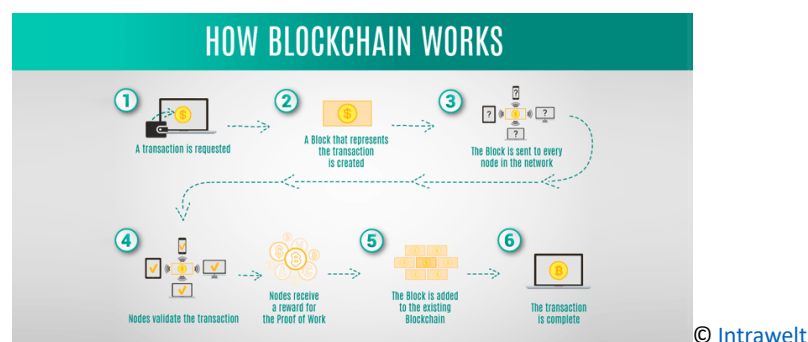 HOW BLOCKCHAIN WORKS
1
A transaction is requested
2
A Block that represents
the transaction
is created
3
The Block is sent to every
node in the network
4
Nodes validate the transaction
Nodes receive
a reward for
the Proof of Work
5
The Block is added
to the existing
Blockchain
6
The transaction
is complete
© Intrawelt